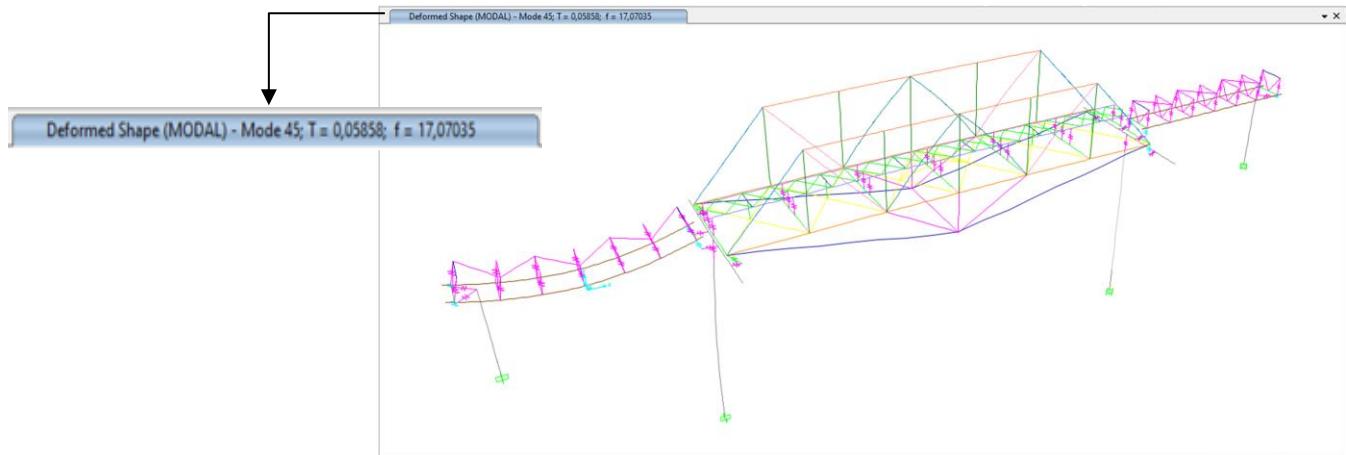 Deformed Shape (MODAL) - Mode 45; T = 0,05858; f = 17,07035
Deformed Shape (MODAL) - Mode 45; T = 0,05858; f = 17,07035